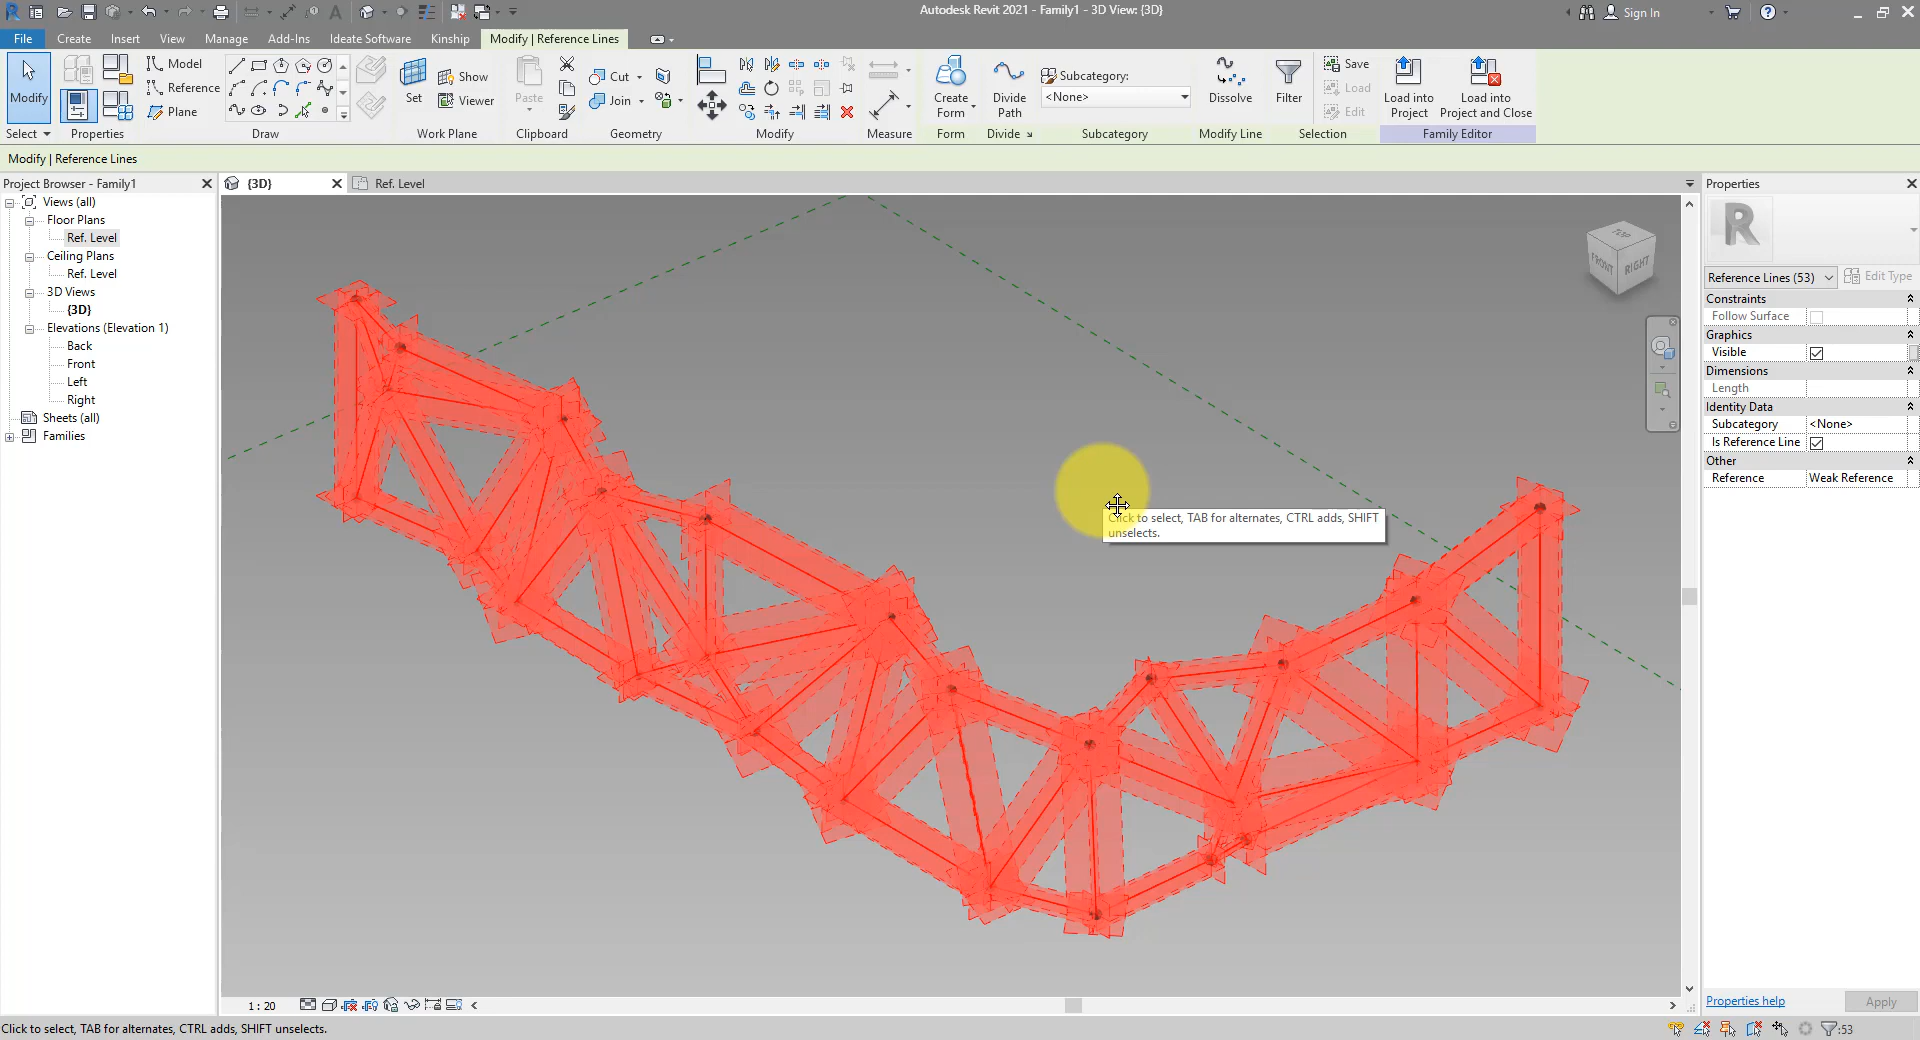 Autodesk Revit 2021 - Family1 - 3D View: {3D}
Sign In
File
Create
Insert
View
Manage
Add-Ins
Ideate Software
Kinship
Modify | Reference Lines
Modify
Select
Properties
Model
Reference
Plane
Draw
Set
Show
Viewer
Work Plane
Paste
Clipboard
Cut
Join
Geometry
Modify
Measure
Create
Form
Form
Divide
Path
Divide
Subcategory:
<None>
Subcategory
Dissolve
Modify Line
Filter
Save
Load
Edit
Selection
Load into
Project
Load into
Project and Close
Family Editor
Modify | Reference Lines
Project Browser - Family1
Views (all)
Floor Plans
Ref. Level
Ceiling Plans
Ref. Level
3D Views
{3D}
Elevations (Elevation 1)
Back
Front
Left
Right
Sheets (all)
Families
{3D}
Ref. Level
TOP
FRONT
RIGHT
Click to select, TAB for alternates, CTRL adds, SHIFT
unselects.
Properties
R
Reference Lines (53)
Edit Type
Constraints
Follow Surface
Graphics
Visible
Dimensions
Length
Identity Data
Subcategory
<None>
Is Reference Line
Other
Reference
Weak Reference
Properties help
Apply
1 : 20
Click to select, TAB for alternates, CTRL adds, SHIFT unselects.
:53